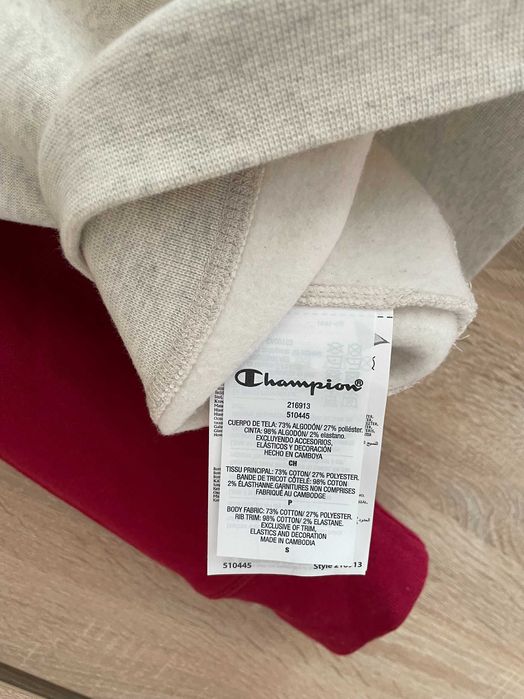 Champion®
216913
510445
CUERPO DE TELA: 73% ALGODÓN/ 27% poliéster.
CINTA: 98% ALGODÓN/ 2% elastano.
EXCLUYENDO ACCESORIOS,
ELÁSTICOS Y DECORACIÓN
HECHO EN CAMBOYA
CH
TISSU PRINCIPAL: 73% COTON/ 27% POLYESTER.
BANDE DE TRICOT CÔTELÉ: 98% COTON
2% ÉLASTHANNE.GARNITURES NON COMPRISES
FABRIQUÉ AU CAMBODGE
P
BODY FABRIC: 73% COTTON/ 27% POLYESTER.
RIB TRIM: 98% COTTON/ 2% ELASTANE.
EXCLUSIVE OF TRIM,
ELASTICS AND DECORATION
MADE IN CAMBODIA
S
510445 Style 216913